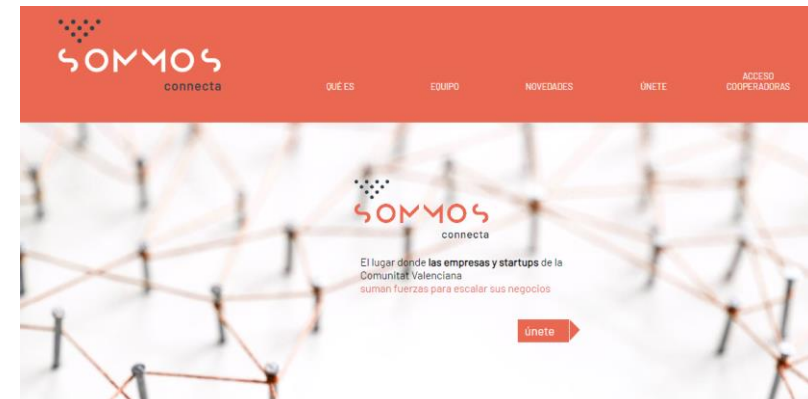 SOMMOS
connecta
QUÉ ES
EQUIPO
NOVEDADES
ÚNETE
ACCESO
COOPERADORAS
SOMMOS
connecta
El lugar donde las empresas y startups de la
Comunitat Valenciana
suman fuerzas para escalar sus negocios
únete